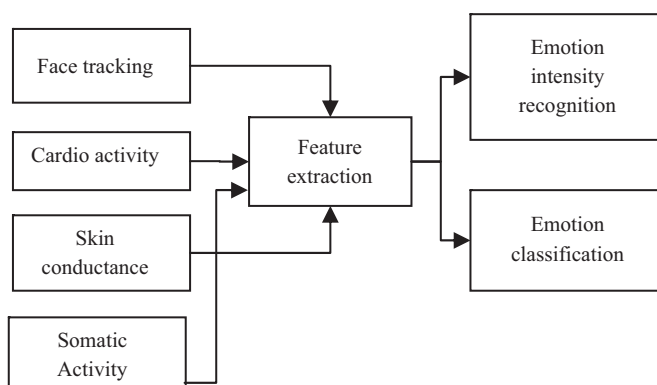 Face tracking
Cardio activity
Skin
conductance
Somatic
Activity
Feature
extraction
Emotion
intensity
recognition
Emotion
classification